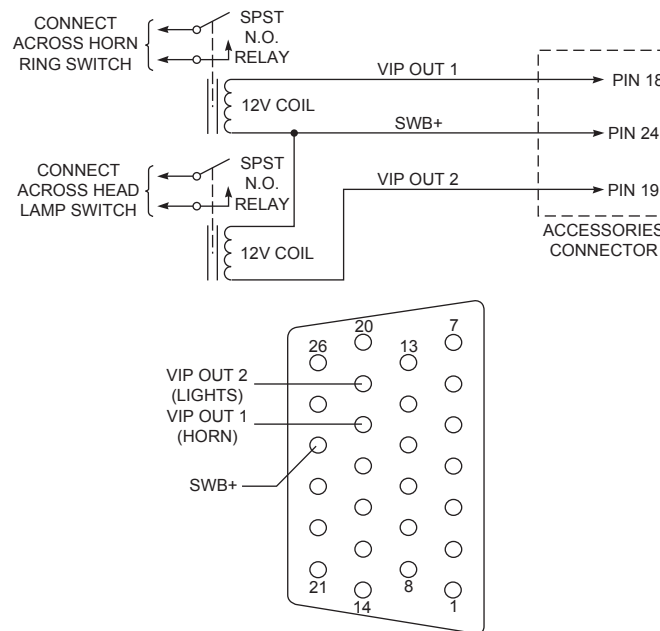 CONNECT
ACROSS HORN
RING SWITCH
SPST
N.O.
RELAY
12V COIL
VIP OUT 1
PIN 18
SWB+
PIN 24
CONNECT
ACROSS HEAD
LAMP SWITCH
SPST
N.O.
RELAY
12V COIL
VIP OUT 2
PIN 19
ACCESSORIES
CONNECTOR
20
7
26
13
VIP OUT 2
(LIGHTS)
VIP OUT 1
(HORN)
SWB+
21
14
8
1